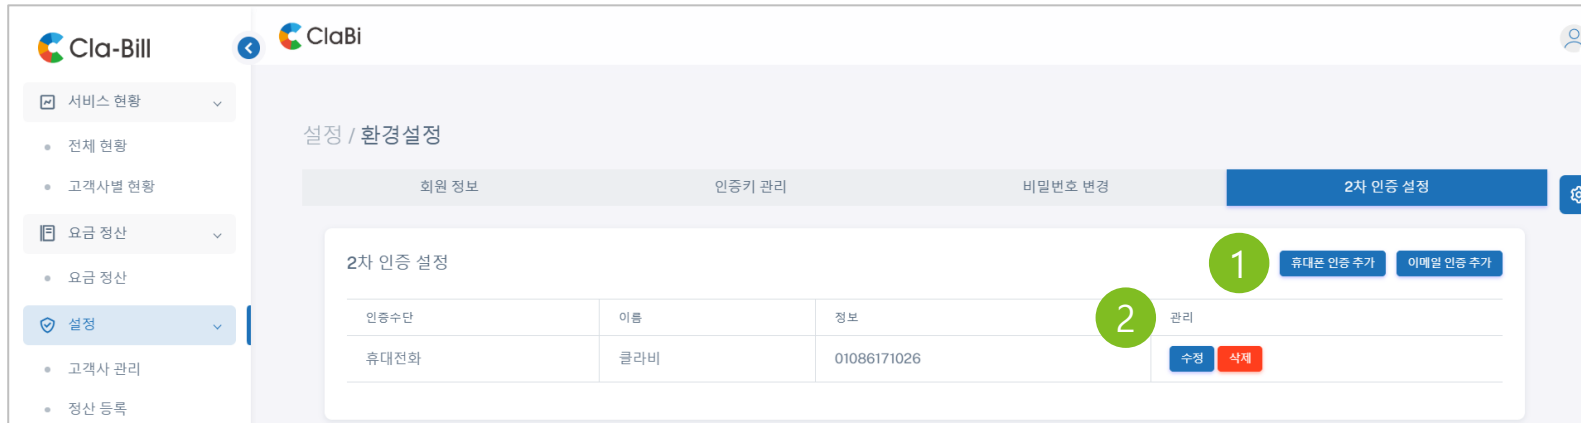 Cla-Bill
ClaBi
서비스 현황
전체 현황
고객사별 현황
요금 정산
요금 정산
설정
고객사 관리
정산 등록
설정 / 환경설정
회원 정보 인증키 관리 비밀번호 변경 2차 인증 설정
2차 인증 설정 1 휴대폰 인증 추가 이메일 인증 추가
인증수단 이름 정보 2 관리
휴대전화 클라비 01086171026 수정 삭제